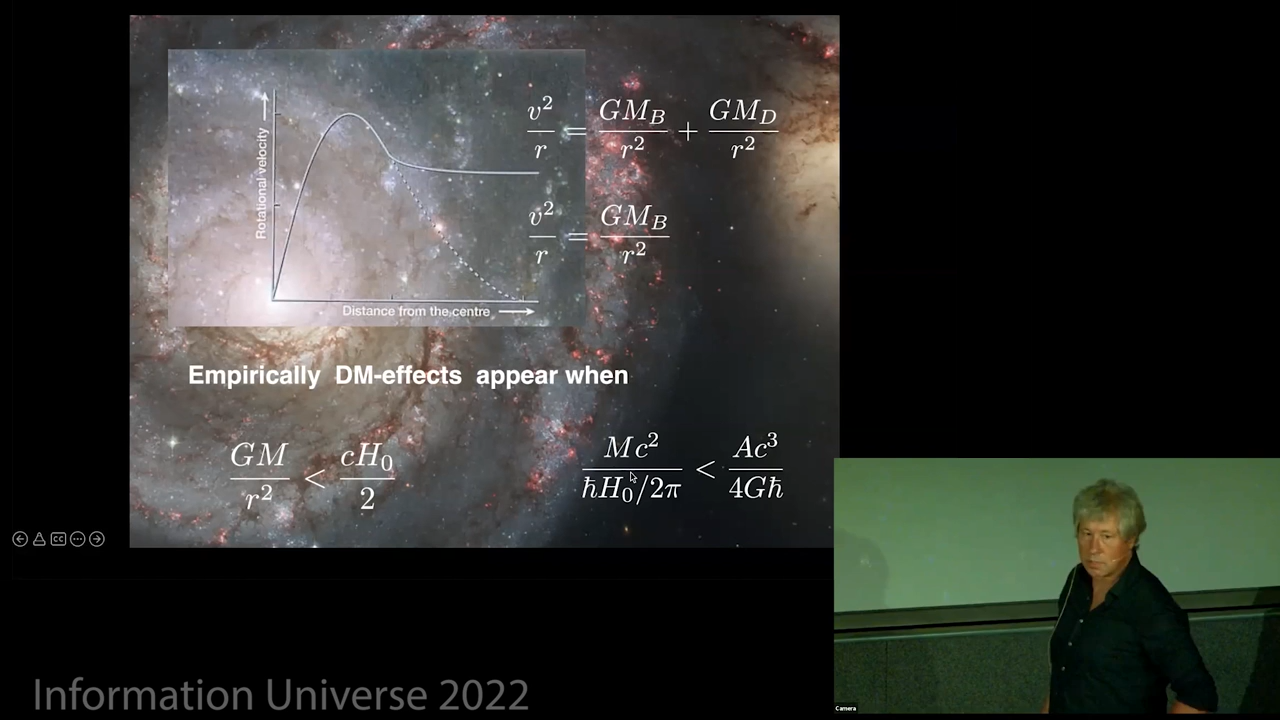 Rotational velocity
Distance from the centre
v²/r = GM_B/r² + GM_D/r²
v²/r = GM_B/r²
Empirically DM-effects appear when
GM/r² < cH₀/2
Mc²/(ħH₀/2π) < Ac³/4Għ
CC
Information Universe 2022
Camera